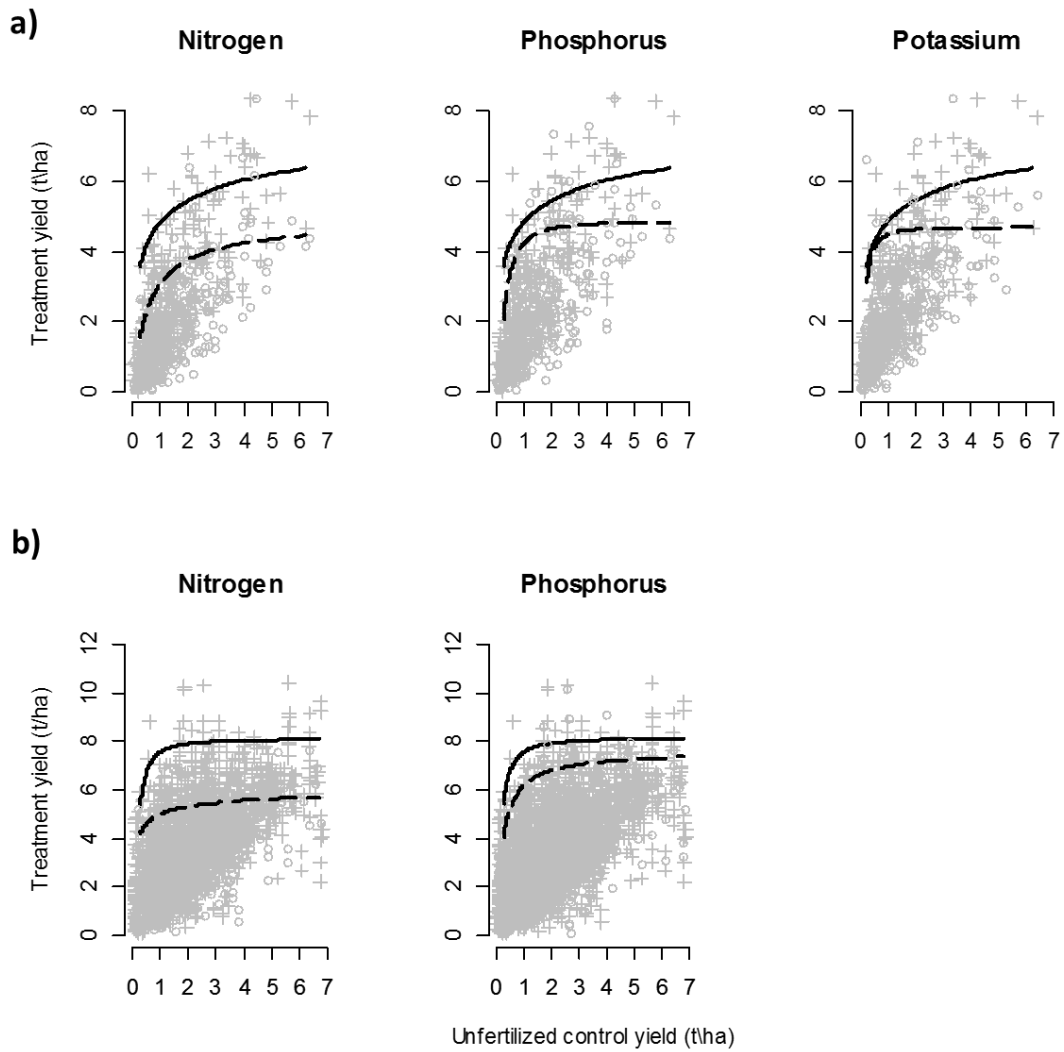 a)
Nitrogen Phosphorus Potassium
Treatment yield (t\ha)
8 8 8
6 6 6
4 4 4
2 2 2
0 0 0
0 1 2 3 4 5 6 7 0 1 2 3 4 5 6 7 0 1 2 3 4 5 6 7
b)
Nitrogen Phosphorus
Treatment yield (t/ha)
12 12
10 10
8 8
6 6
4 4
2 2
0 0
0 1 2 3 4 5 6 7 0 1 2 3 4 5 6 7
Unfertilized control yield (t\ha)